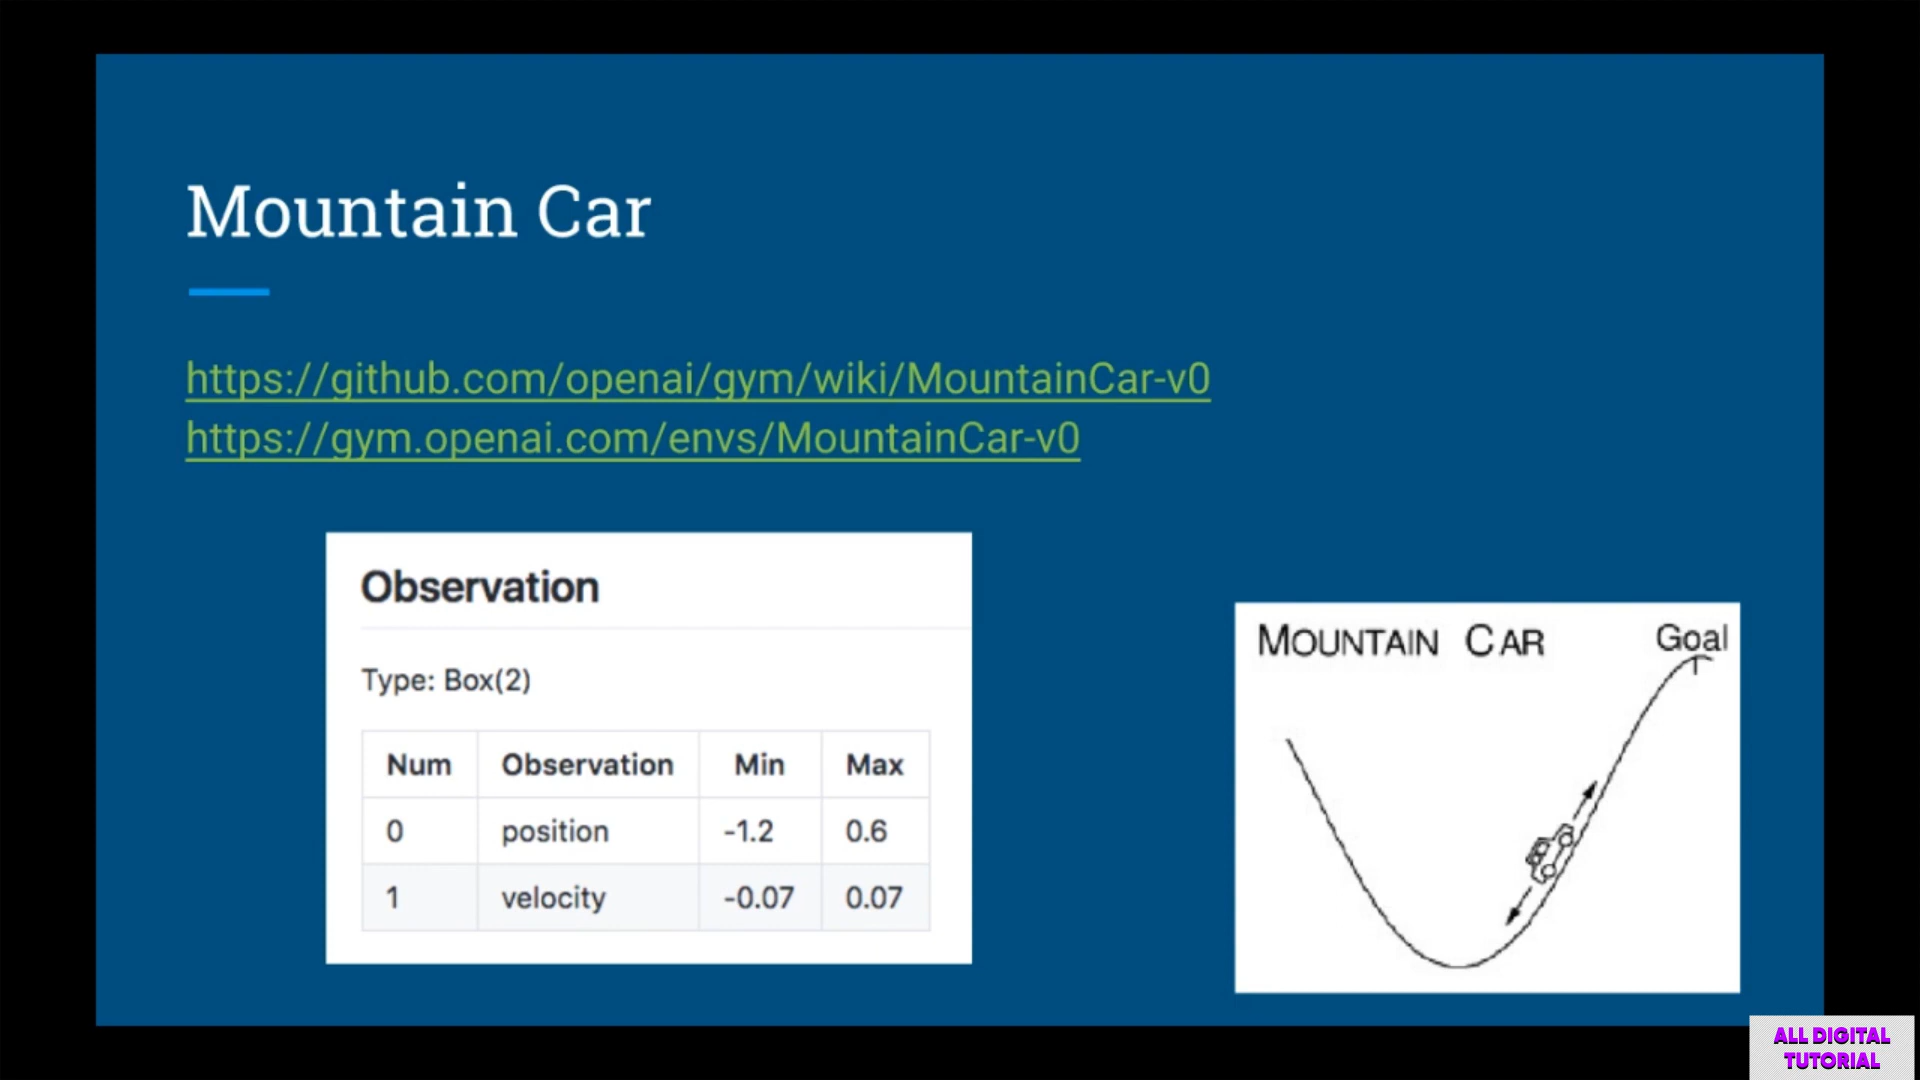 Mountain Car
https://github.com/openai/gym/wiki/MountainCar-v0
https://gym.openai.com/envs/MountainCar-v0
Observation
Type: Box(2)
Num Observation Min Max
0 position -1.2 0.6
1 velocity -0.07 0.07
MOUNTAIN CAR Goal
ALL DIGITAL
TUTORIAL